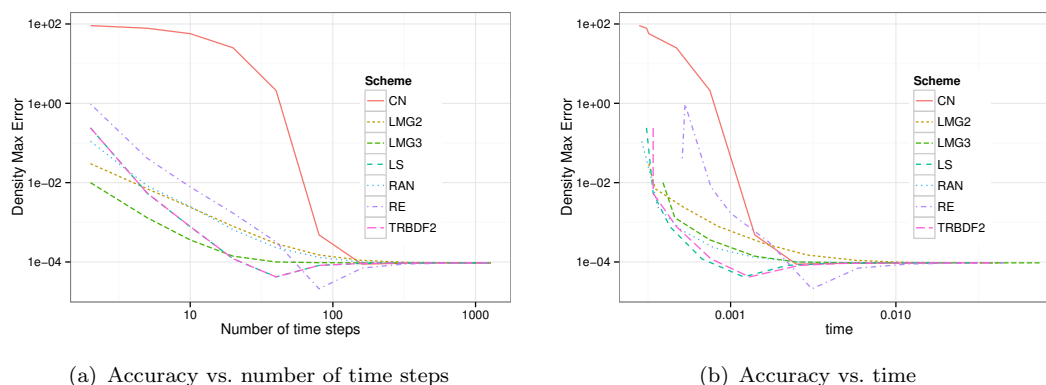 1e+02
1e+00
1e−02
1e−04
Density Max Error
10
100
1000
Number of time steps
Scheme
CN
LMG2
LMG3
LS
RAN
RE
TRBDF2
(a) Accuracy vs. number of time steps
1e+02
1e+00
1e−02
1e−04
Density Max Error
0.001
0.010
time
Scheme
CN
LMG2
LMG3
LS
RAN
RE
TRBDF2
(b) Accuracy vs. time